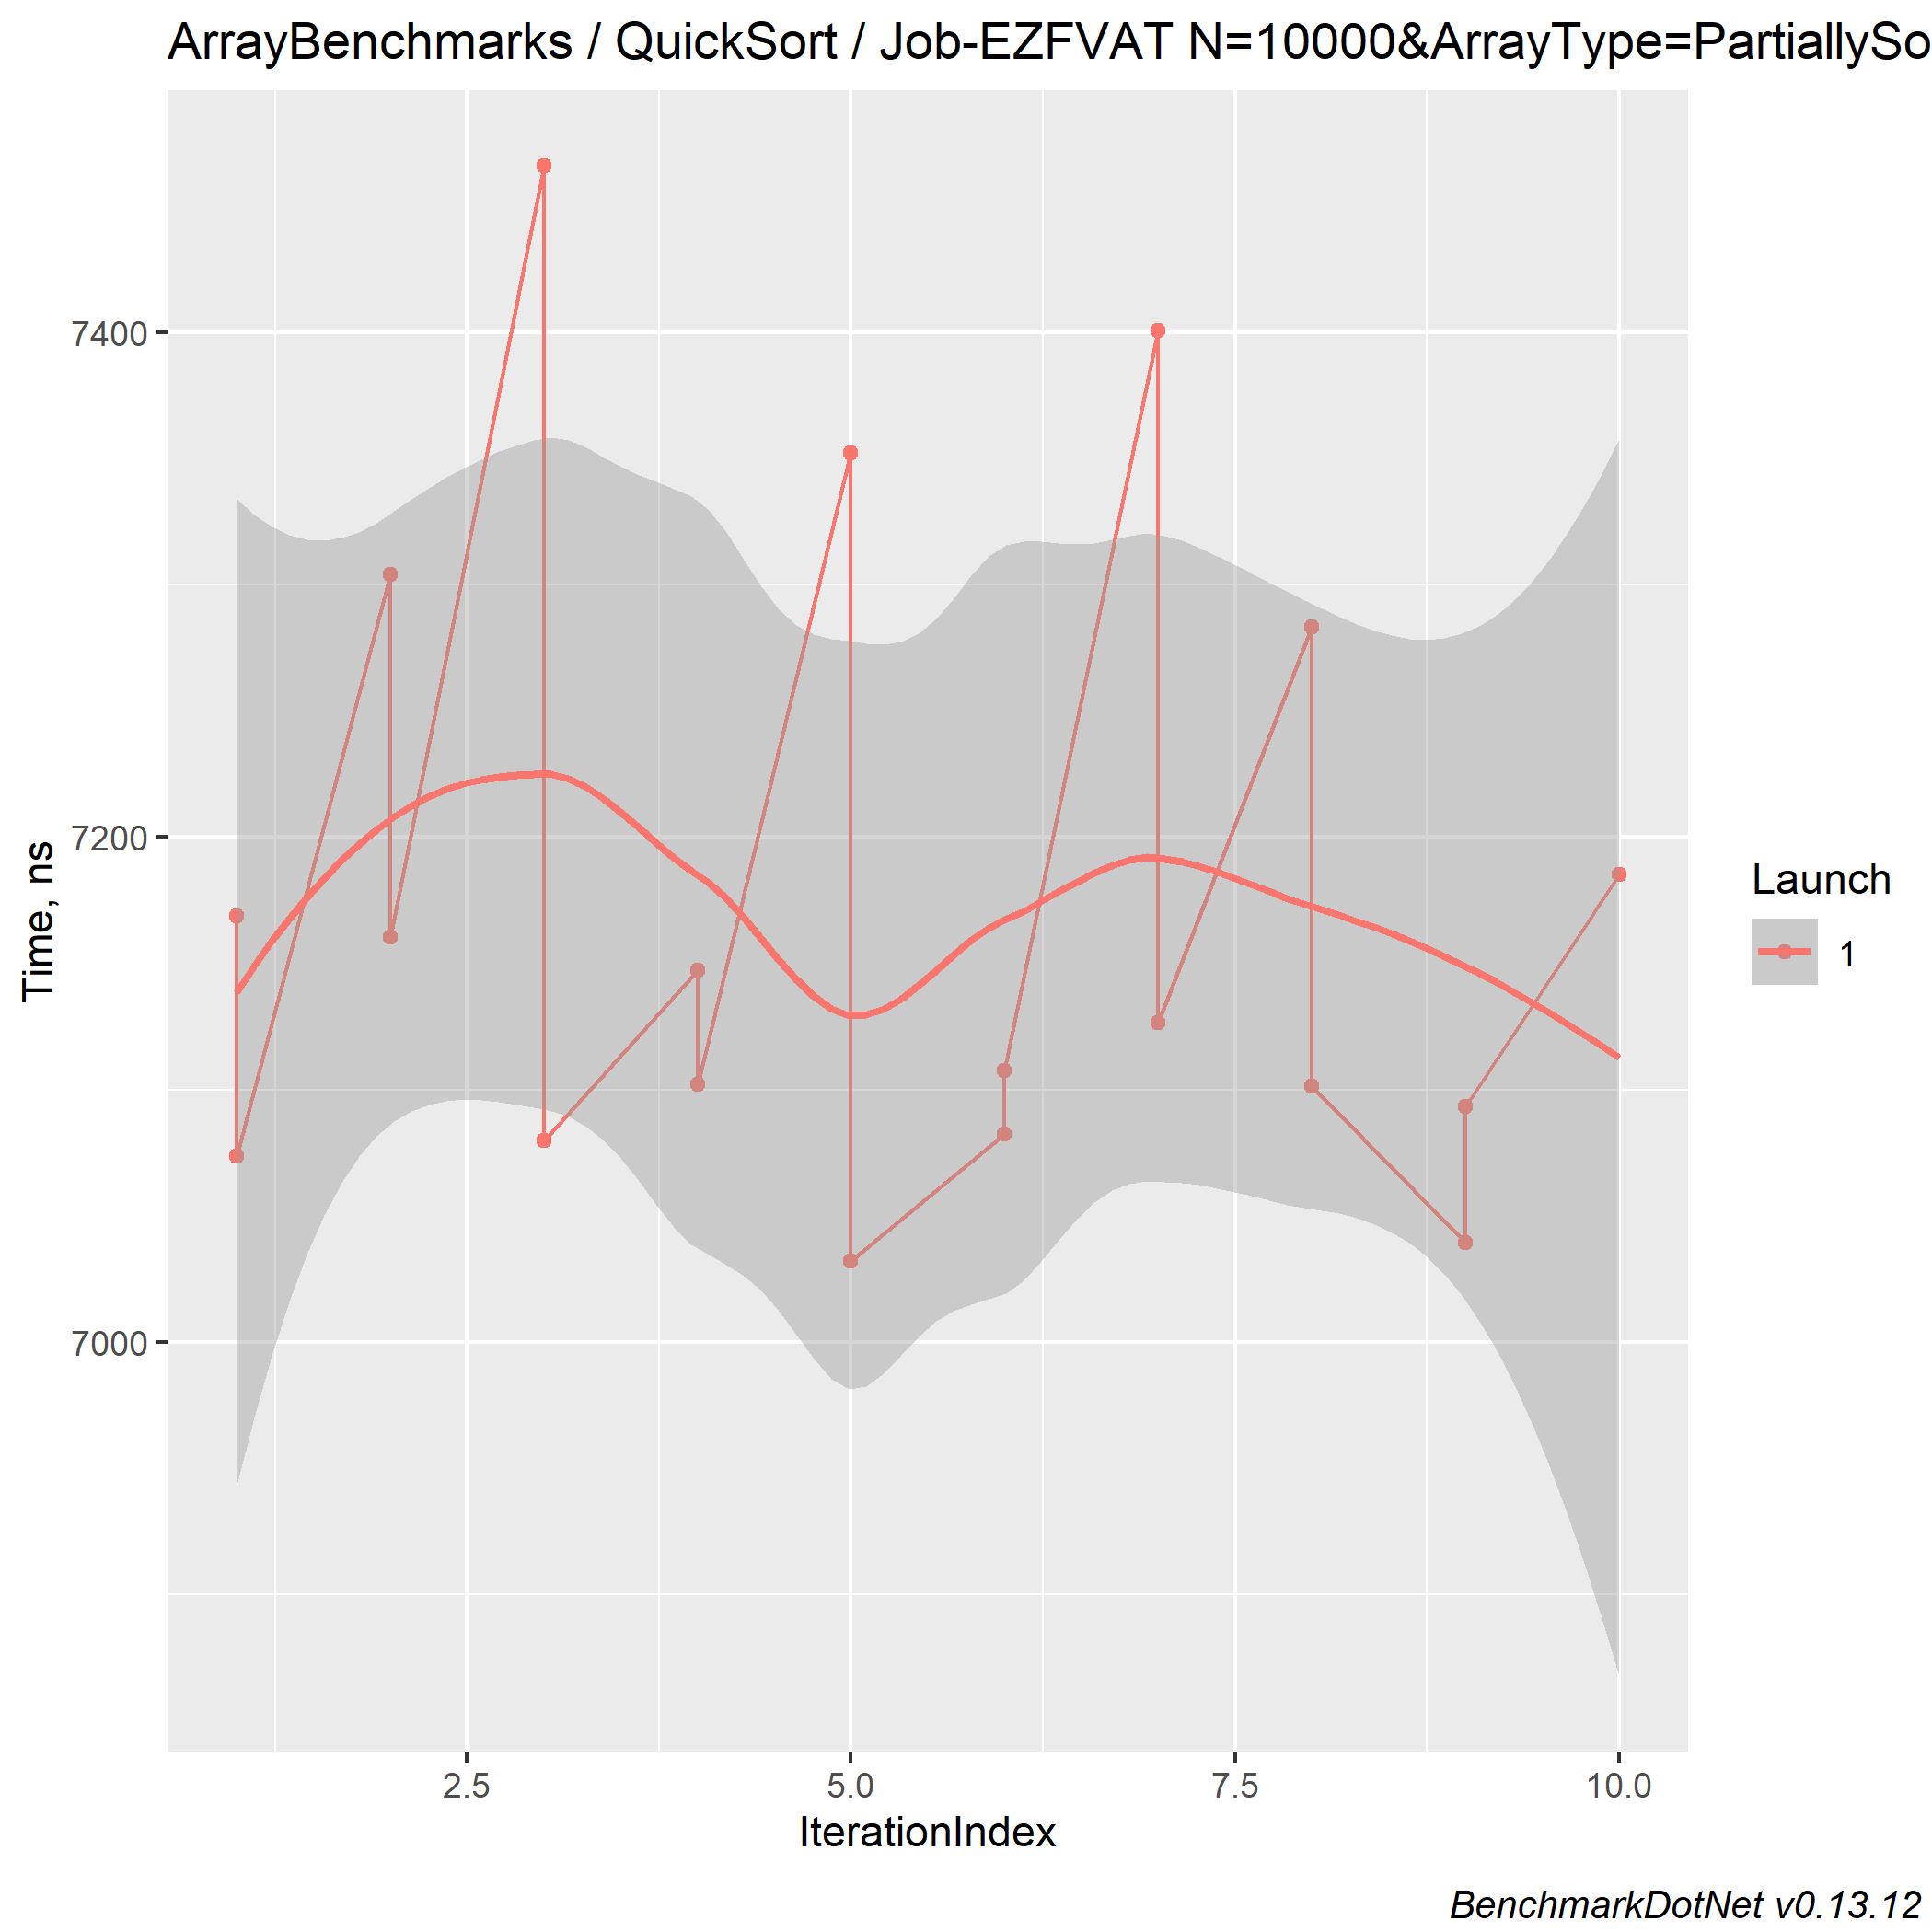 ArrayBenchmarks / QuickSort / Job-EZFVAT N=10000&ArrayType=PartiallySo
7400
7200
7000
Time, ns
2.5 5.0 7.5 10.0
IterationIndex
Launch
1
BenchmarkDotNet v0.13.12